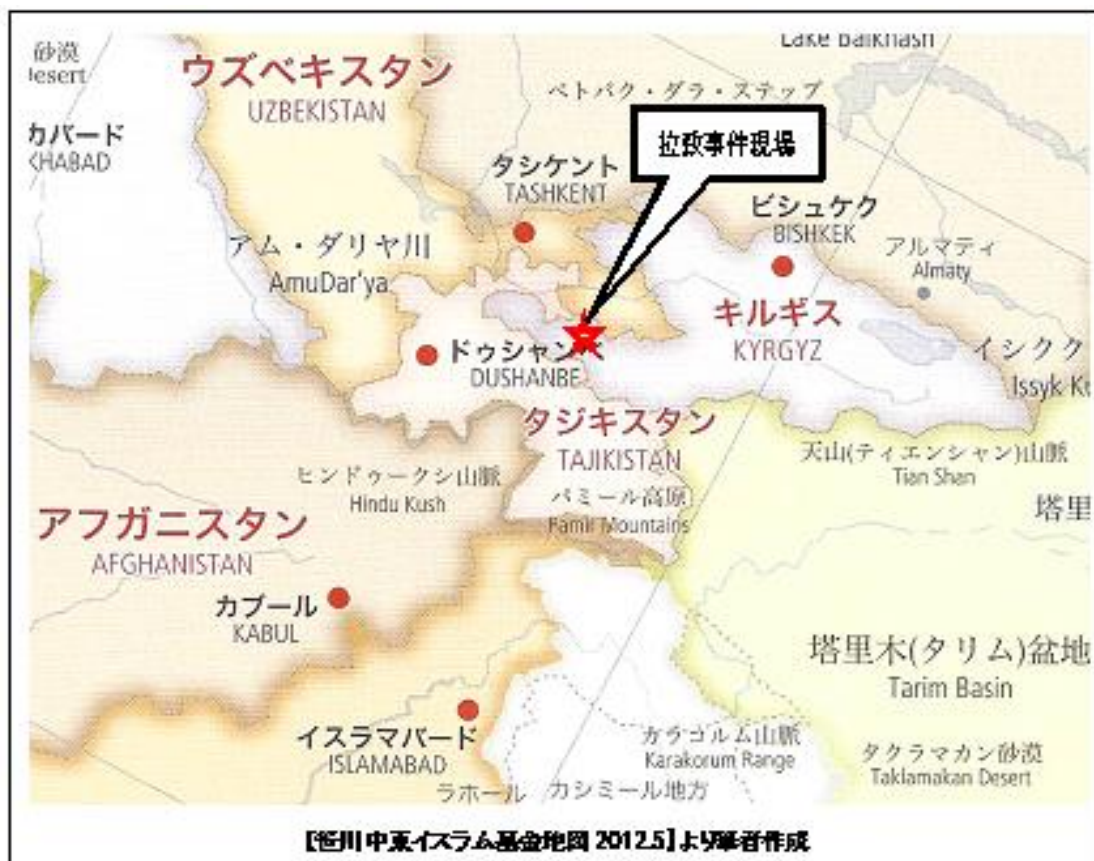 砂漠
Desert
ウズベキスタン
UZBEKISTAN
Lake Balkhash
ベトパク・ダラ・ステップ
カバード
KHABAD
拉致事件現場
タシケント
TASHKENT
ビシュケク
BISHKEK
アルマティ
Almaty
アム・ダリヤ川
AmuDar'ya
キルギス
KYRGYZ
イシクク
Issyk Ku
ドゥシャンベ
DUSHANBE
タジキスタン
TAJIKISTAN
天山(ティエンシャン)山脈
Tian Shan
ヒンドゥークシ山脈
Hindu Kush
パミール高原
Pamir Mountains
塔里
アフガニスタン
AFGHANISTAN
カブール
KABUL
塔里木(タリム)盆地
Tarim Basin
イスラマバード
ISLAMABAD
カラコルム山脈
Karakorum Range
タクラマカン砂漠
Taklamakan Desert
ラホール
カシミール地方
【笹川中東イスラム基金地図 2012.5】より筆者作成